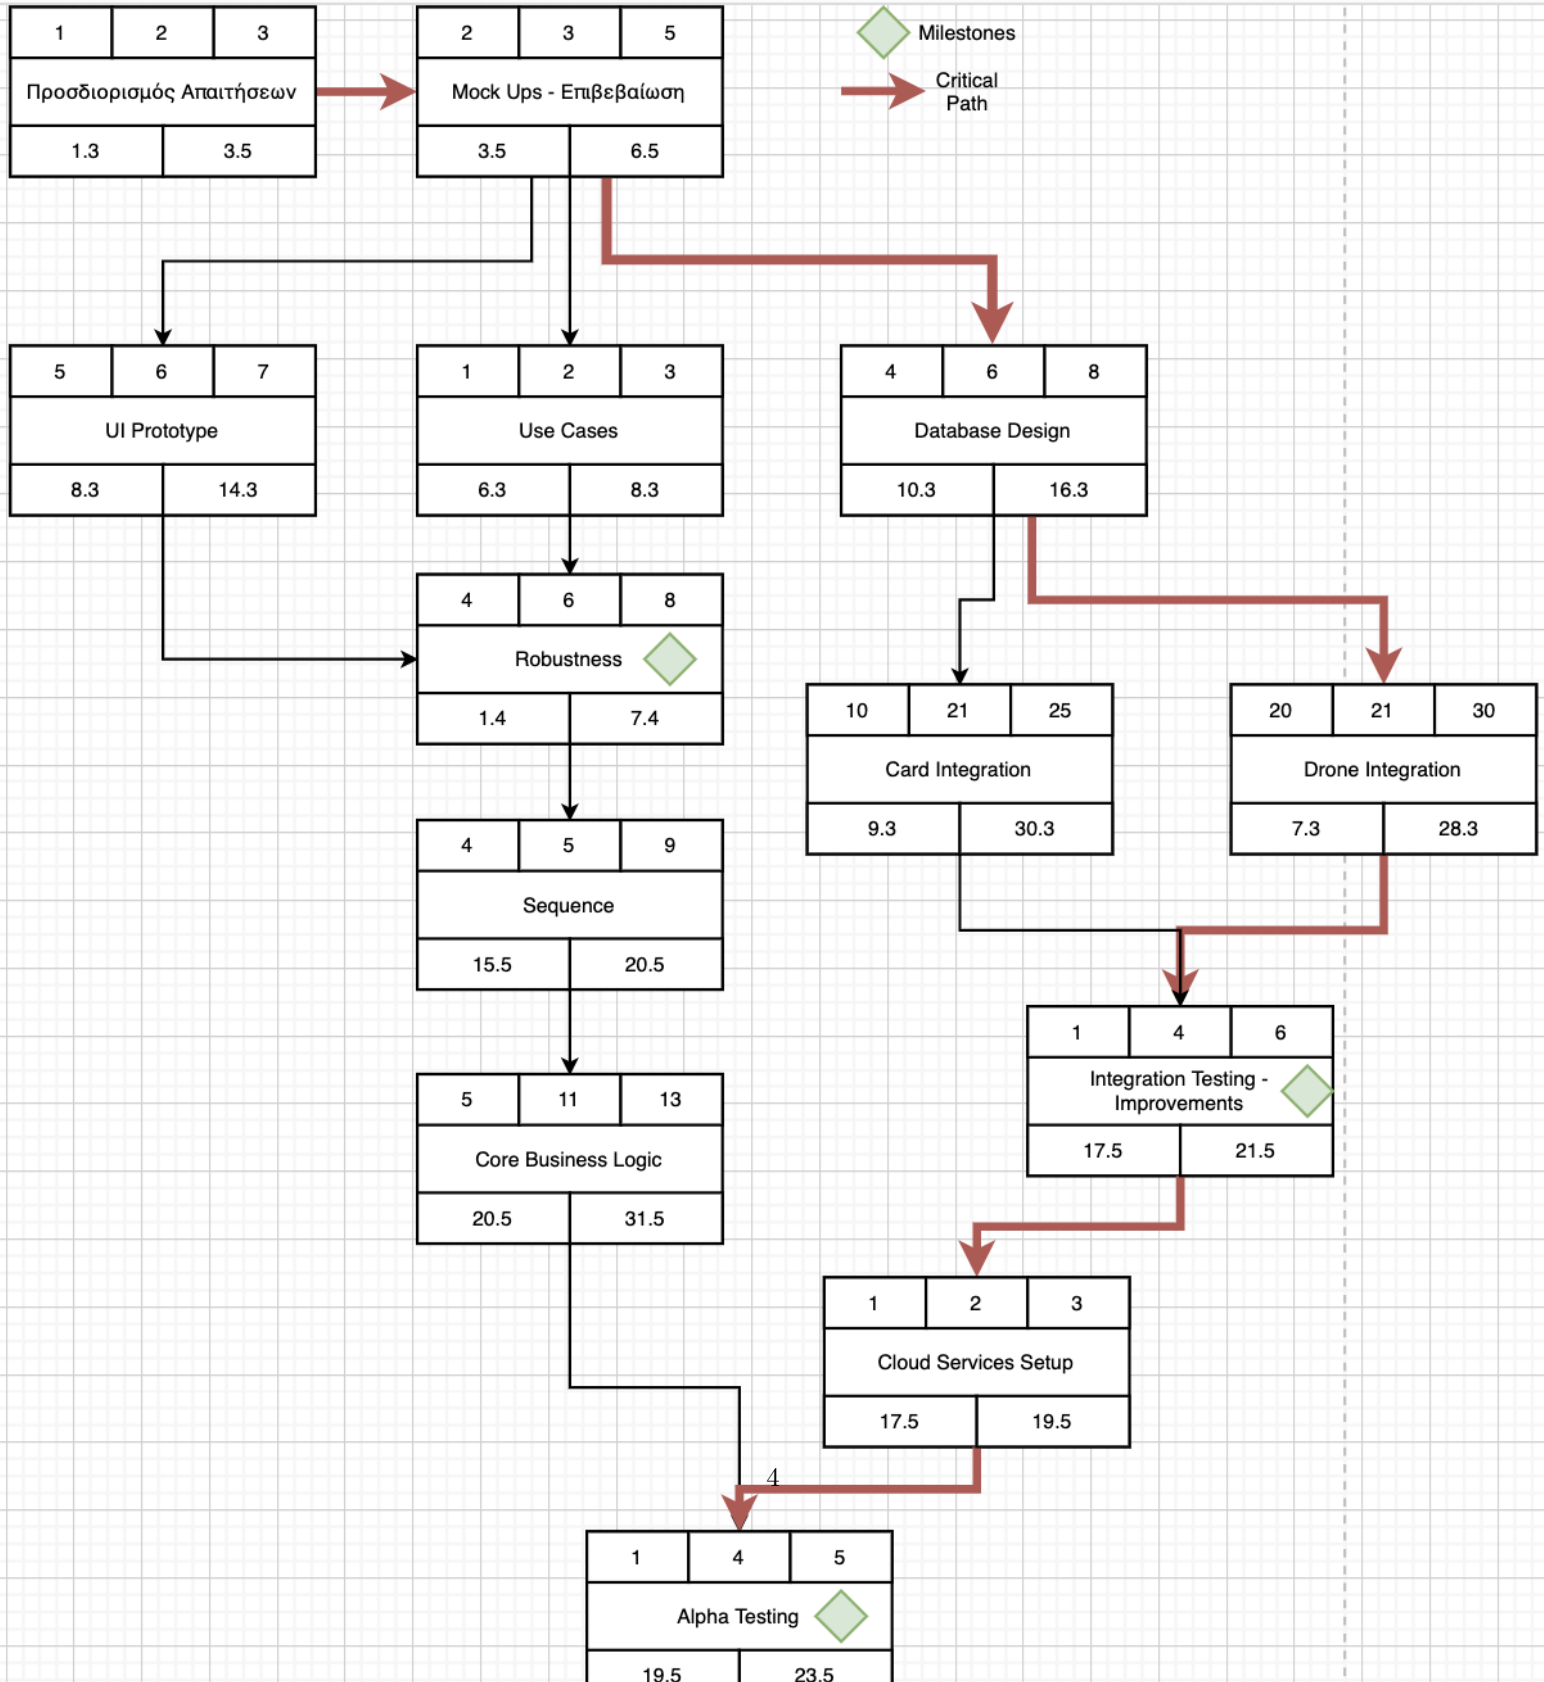 1 2 3
Προσδιορισμός Απαιτήσεων
1.3 3.5
2 3 5
Mock Ups - Επιβεβαίωση
3.5 6.5
Milestones
Critical
Path
5 6 7
UI Prototype
8.3 14.3
1 2 3
Use Cases
6.3 8.3
4 6 8
Database Design
10.3 16.3
4 6 8
Robustness
1.4 7.4
10 21 25
Card Integration
9.3 30.3
20 21 30
Drone Integration
7.3 28.3
4 5 9
Sequence
15.5 20.5
1 4 6
Integration Testing -
Improvements
17.5 21.5
5 11 13
Core Business Logic
20.5 31.5
1 2 3
Cloud Services Setup
17.5 19.5
4
1 4 5
Alpha Testing
19.5 23.5